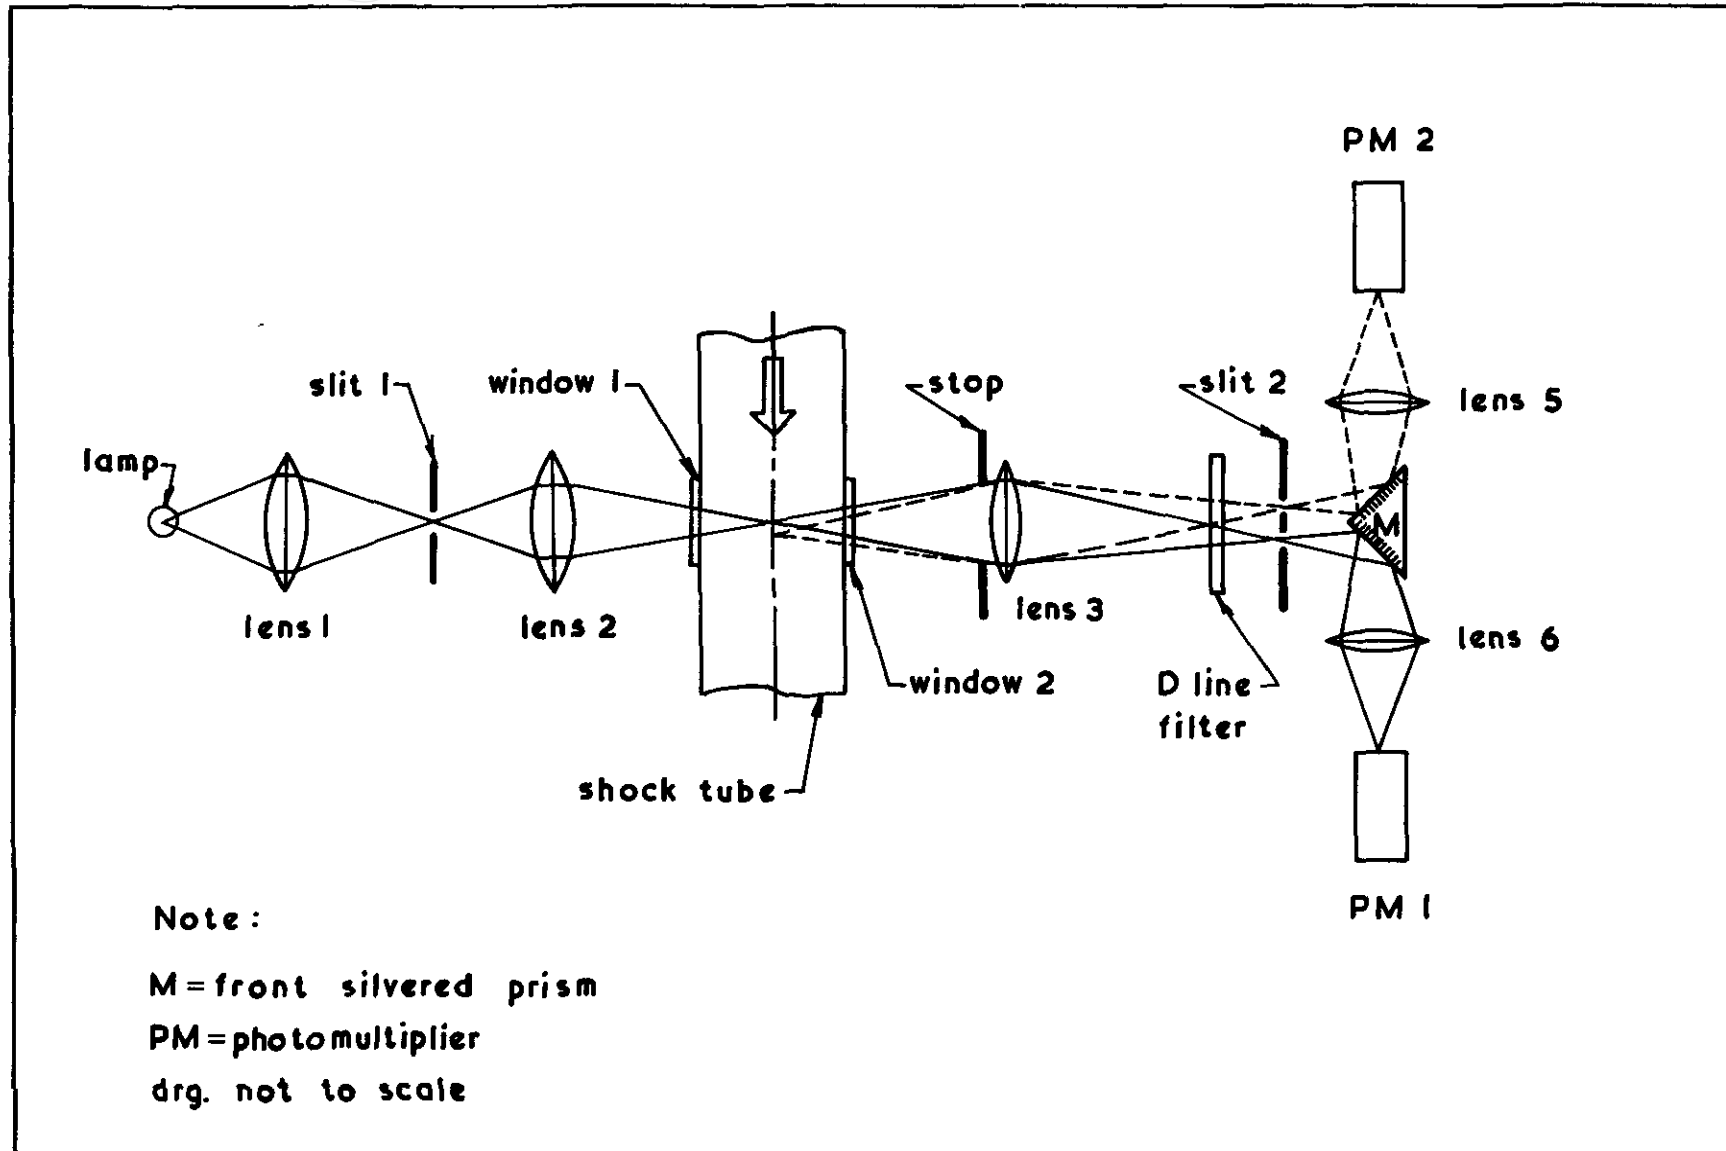 PM 2
slit 1
window 1
stop
slit 2
lens 5
lamp
M
lens 1
lens 2
lens 3
lens 6
window 2
D line
filter
shock tube
PM 1
Note :
M = front silvered prism
PM = photomultiplier
drg. not to scale